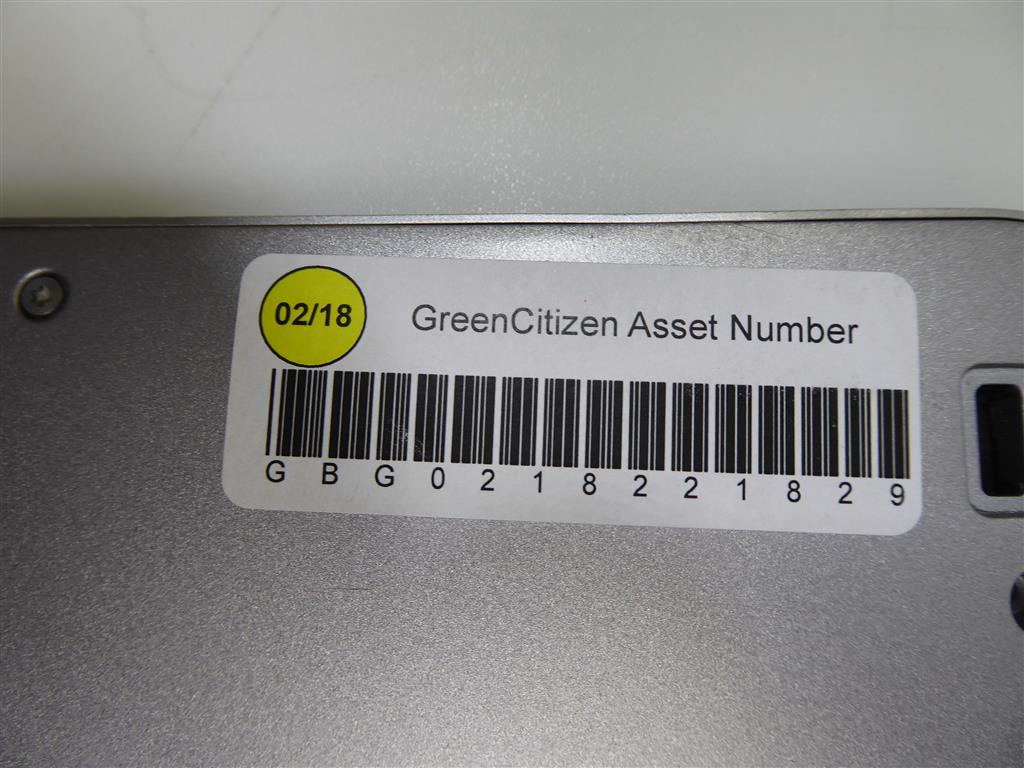 02/18
GreenCitizen Asset Number
G B G 0 2 1 8 2 2 1 8 2 9